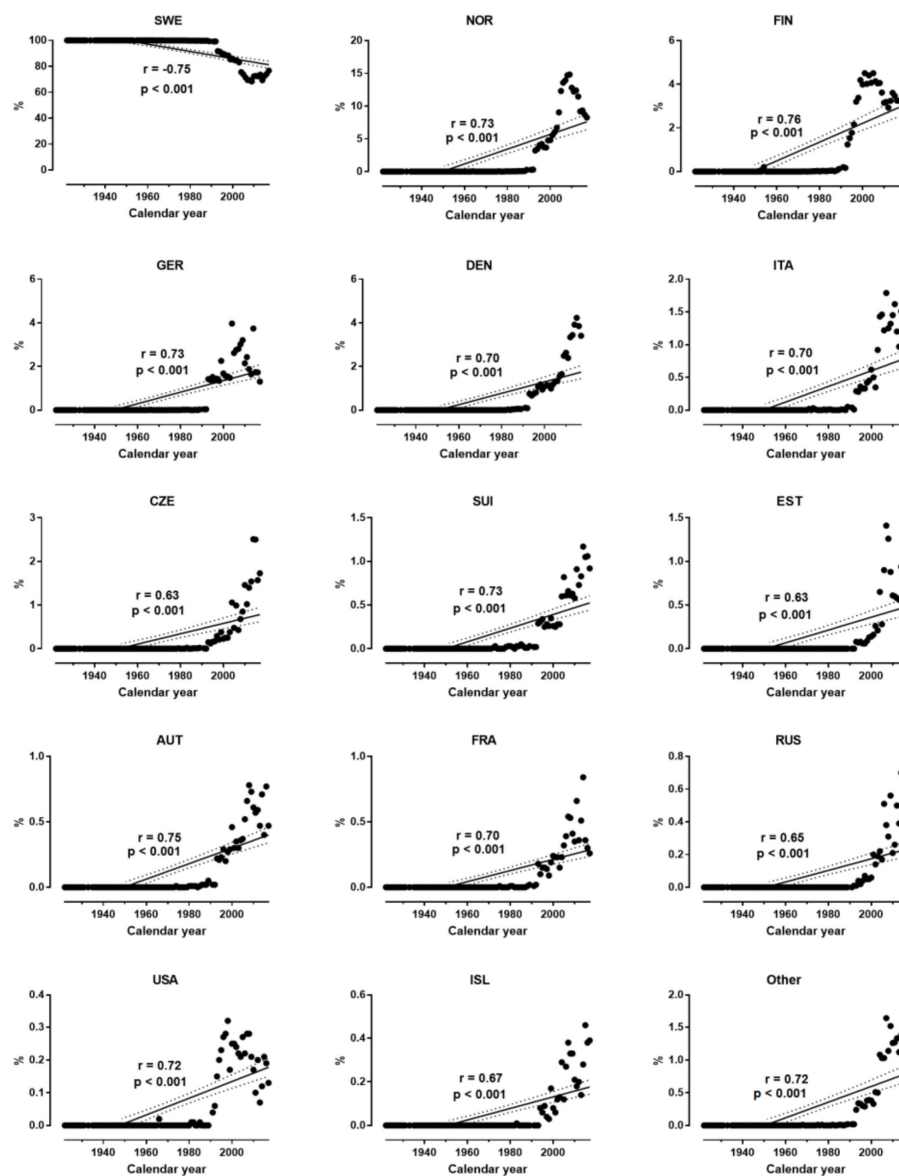 SWE
100
80
60
40
20
0
%
r = -0.75
p < 0.001
1940 1960 1980 2000
Calendar year
NOR
20
15
10
5
0
%
r = 0.73
p < 0.001
1940 1960 1980 2000
Calendar year
FIN
6
4
2
0
%
r = 0.76
p < 0.001
1940 1960 1980 2000
Calendar year
GER
6
4
2
0
%
r = 0.73
p < 0.001
1940 1960 1980 2000
Calendar year
DEN
6
4
2
0
%
r = 0.70
p < 0.001
1940 1960 1980 2000
Calendar year
ITA
2.0
1.5
1.0
0.5
0.0
%
r = 0.70
p < 0.001
1940 1960 1980 2000
Calendar year
CZE
3
2
1
0
%
r = 0.63
p < 0.001
1940 1960 1980 2000
Calendar year
SUI
1.5
1.0
0.5
0.0
%
r = 0.73
p < 0.001
1940 1960 1980 2000
Calendar year
EST
1.5
1.0
0.5
0.0
%
r = 0.63
p < 0.001
1940 1960 1980 2000
Calendar year
AUT
1.0
0.5
0.0
%
r = 0.75
p < 0.001
1940 1960 1980 2000
Calendar year
FRA
1.0
0.5
0.0
%
r = 0.70
p < 0.001
1940 1960 1980 2000
Calendar year
RUS
0.8
0.6
0.4
0.2
0.0
%
r = 0.65
p < 0.001
1940 1960 1980 2000
Calendar year
USA
0.4
0.3
0.2
0.1
0.0
%
r = 0.72
p < 0.001
1940 1960 1980 2000
Calendar year
ISL
0.6
0.4
0.2
0.0
%
r = 0.67
p < 0.001
1940 1960 1980 2000
Calendar year
Other
2.0
1.5
1.0
0.5
0.0
%
r = 0.72
p < 0.001
1940 1960 1980 2000
Calendar year